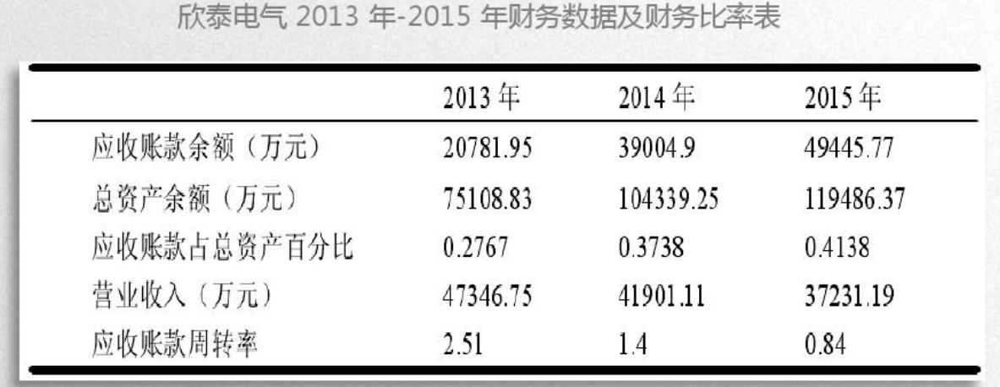 欣泰电气 2013 年-2015 年财务数据及财务比率表
2013 年 2014 年 2015 年
应收账款余额（万元） 20781.95 39004.9 49445.77
总资产余额（万元） 75108.83 104339.25 119486.37
应收账款占总资产百分比 0.2767 0.3738 0.4138
营业收入（万元） 47346.75 41901.11 37231.19
应收账款周转率 2.51 1.4 0.84